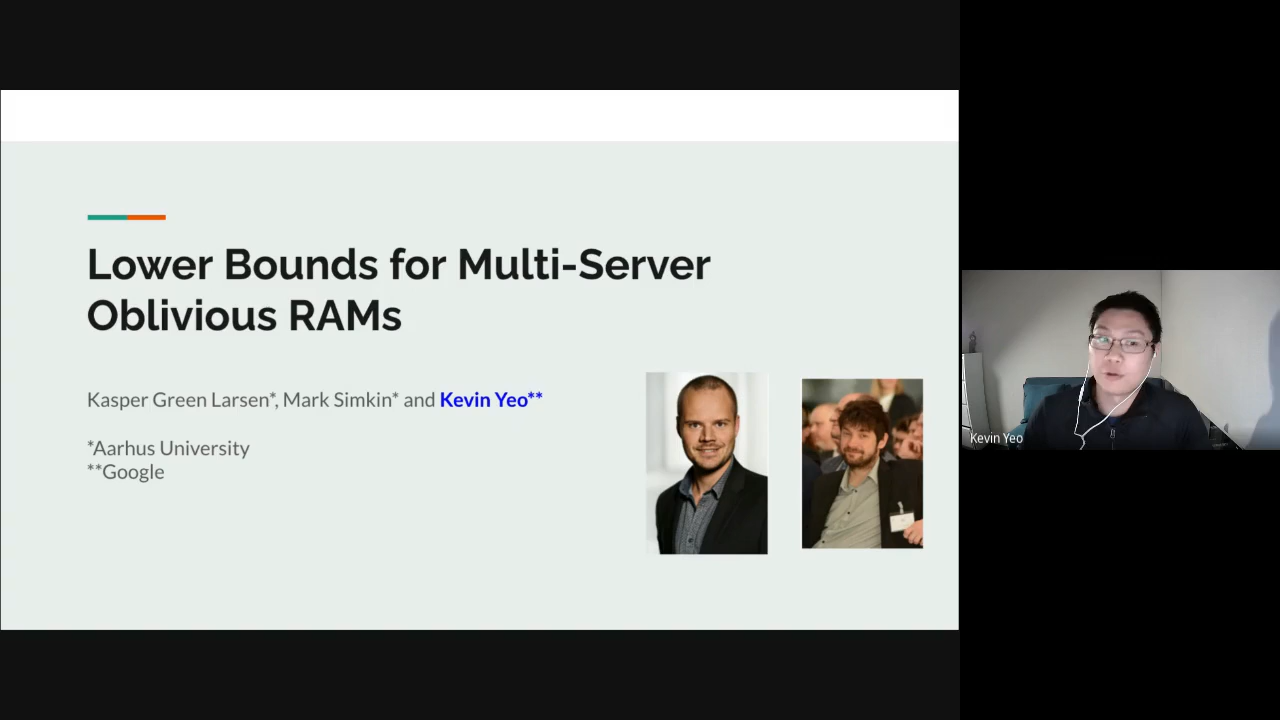 Lower Bounds for Multi-Server
Oblivious RAMs
Kasper Green Larsen*, Mark Simkin* and Kevin Yeo**
*Aarhus University
**Google
Kevin Yeo